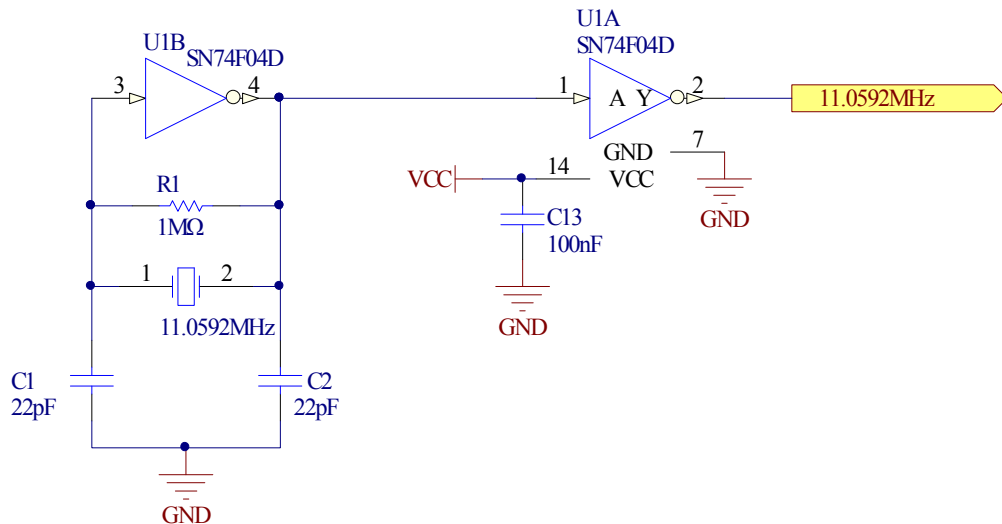 U1B
SN74F04D
3
4
R1
1MΩ
1
2
11.0592MHz
C1
22pF
C2
22pF
GND
U1A
SN74F04D
1
A Y
2
11.0592MHz
GND
7
VCC
14
VCC
GND
C13
100nF
GND